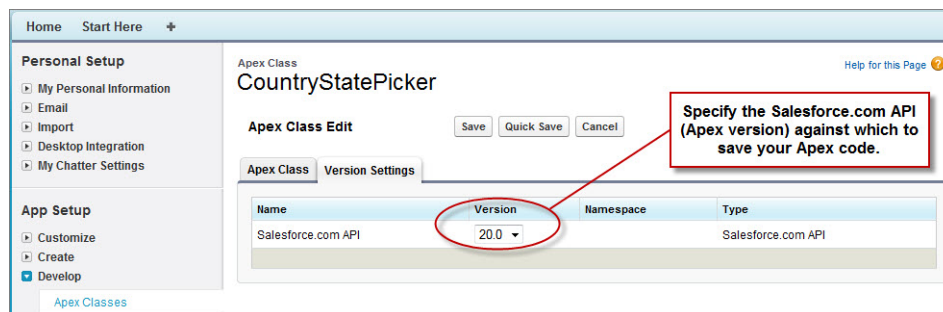 Home Start Here +
Personal Setup
My Personal Information
Email
Import
Desktop Integration
My Chatter Settings
App Setup
Customize
Create
Develop
Apex Classes
Apex Class
CountryStatePicker
Help for this Page ?
Apex Class Edit Save Quick Save Cancel
Specify the Salesforce.com API
(Apex version) against which to
save your Apex code.
Apex Class Version Settings
Name Version Namespace Type
Salesforce.com API 20.0 Salesforce.com API